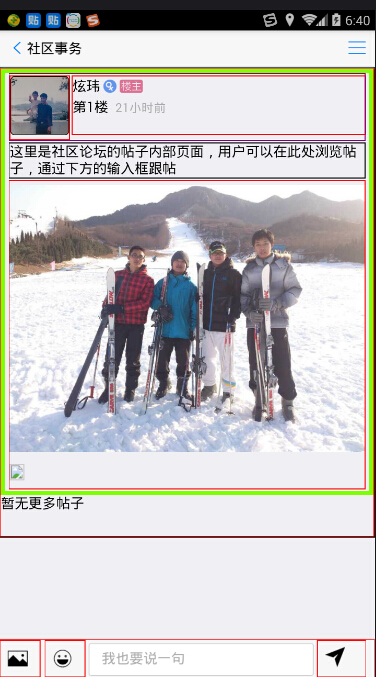 贴 贴 6:40
社区事务
炫玮 楼主
第1楼 21小时前
这里是社区论坛的帖子内部页面，用户可以在此处浏览帖
子，通过下方的输入框跟帖
暂无更多帖子
我也要说一句